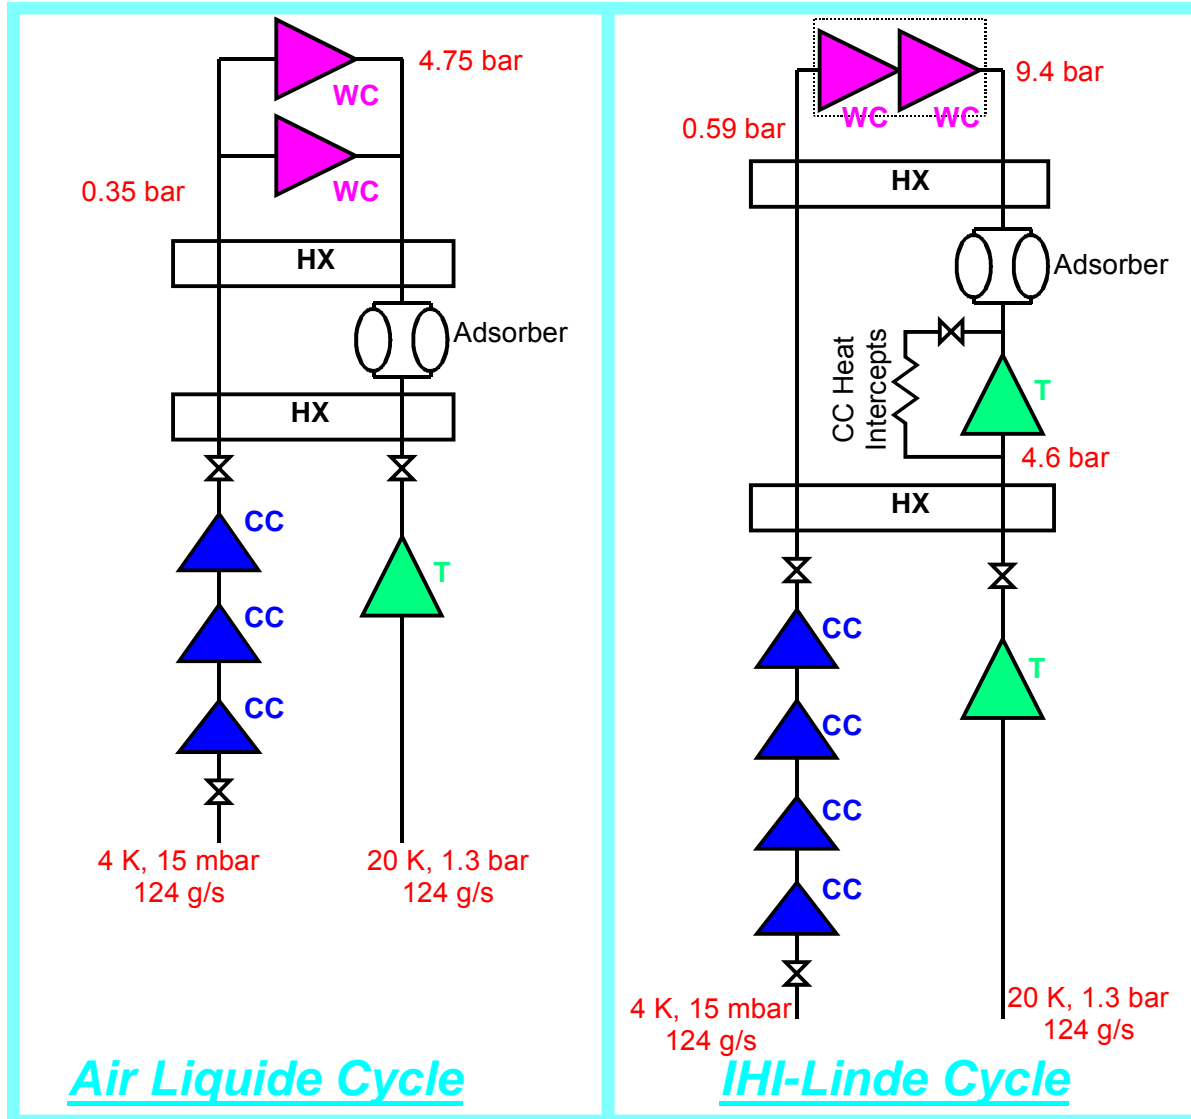 4.75 bar
WC
WC
0.35 bar
HX
Adsorber
HX
CC
T
CC
CC
4 K, 15 mbar
124 g/s
20 K, 1.3 bar
124 g/s
Air Liquide Cycle
9.4 bar
WC
WC
0.59 bar
HX
Adsorber
CC Heat
Intercepts
T
4.6 bar
HX
CC
T
CC
CC
CC
4 K, 15 mbar
124 g/s
20 K, 1.3 bar
124 g/s
IHI-Linde Cycle